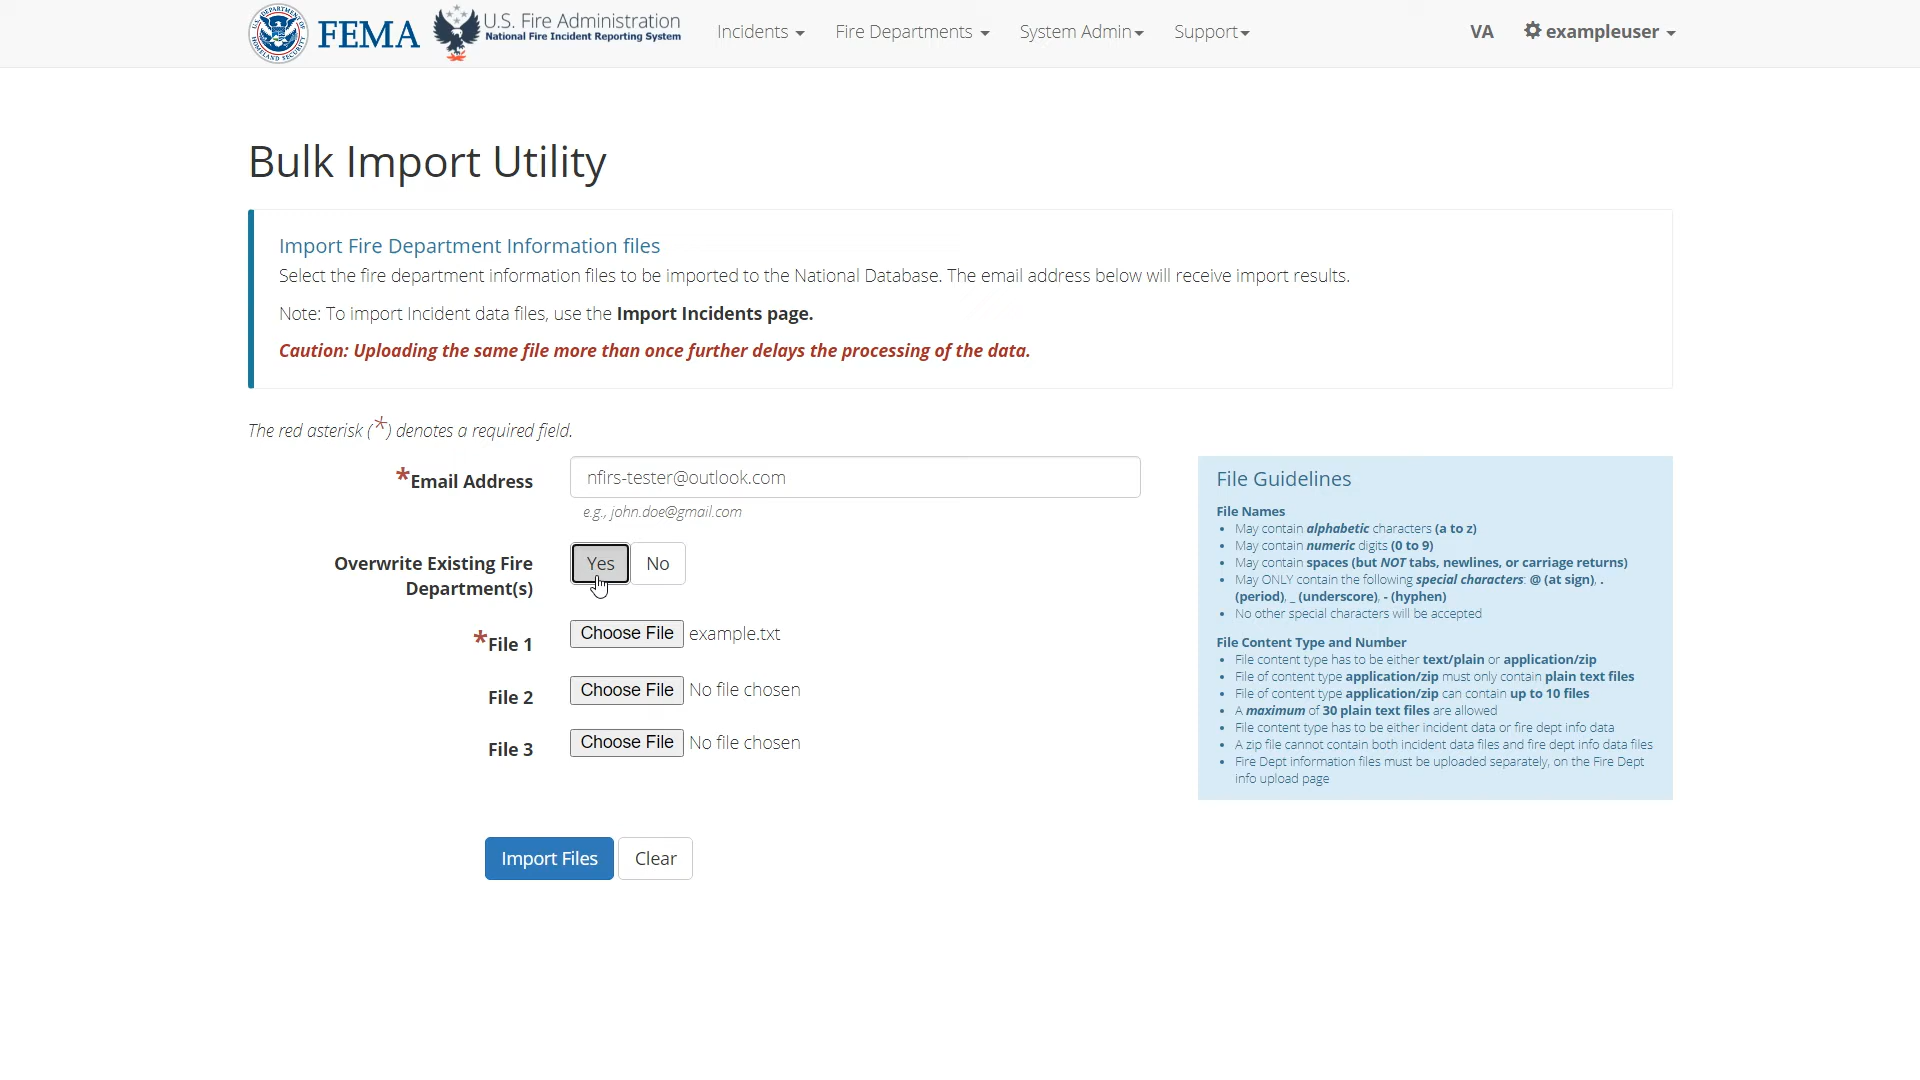 FEMA
U.S. Fire Administration
National Fire Incident Reporting System
Incidents
Fire Departments
System Admin
Support
VA
exampleuser
Bulk Import Utility
Import Fire Department Information files
Select the fire department information files to be imported to the National Database. The email address below will receive import results.
Note: To import Incident data files, use the Import Incidents page.
Caution: Uploading the same file more than once further delays the processing of the data.
The red asterisk (*) denotes a required field.
*Email Address
nfirs-tester@outlook.com
e.g., john.doe@gmail.com
Overwrite Existing Fire
Department(s)
Yes
No
*File 1
Choose File example.txt
File 2
Choose File No file chosen
File 3
Choose File No file chosen
Import Files
Clear
File Guidelines
File Names
• May contain alphabetic characters (a to z)
• May contain numeric digits (0 to 9)
• May contain spaces (but NOT tabs, newlines, or carriage returns)
• May ONLY contain the following special characters: @ (at sign), .
(period), _ (underscore), - (hyphen)
• No other special characters will be accepted
File Content Type and Number
• File content type has to be either text/plain or application/zip
• File of content type application/zip must only contain plain text files
• File of content type application/zip can contain up to 10 files
• A maximum of 30 plain text files are allowed
• File content type has to be either incident data or fire dept info data
• A zip file cannot contain both incident data files and fire dept info data files
• Fire Dept information files must be uploaded separately, on the Fire Dept
info upload page